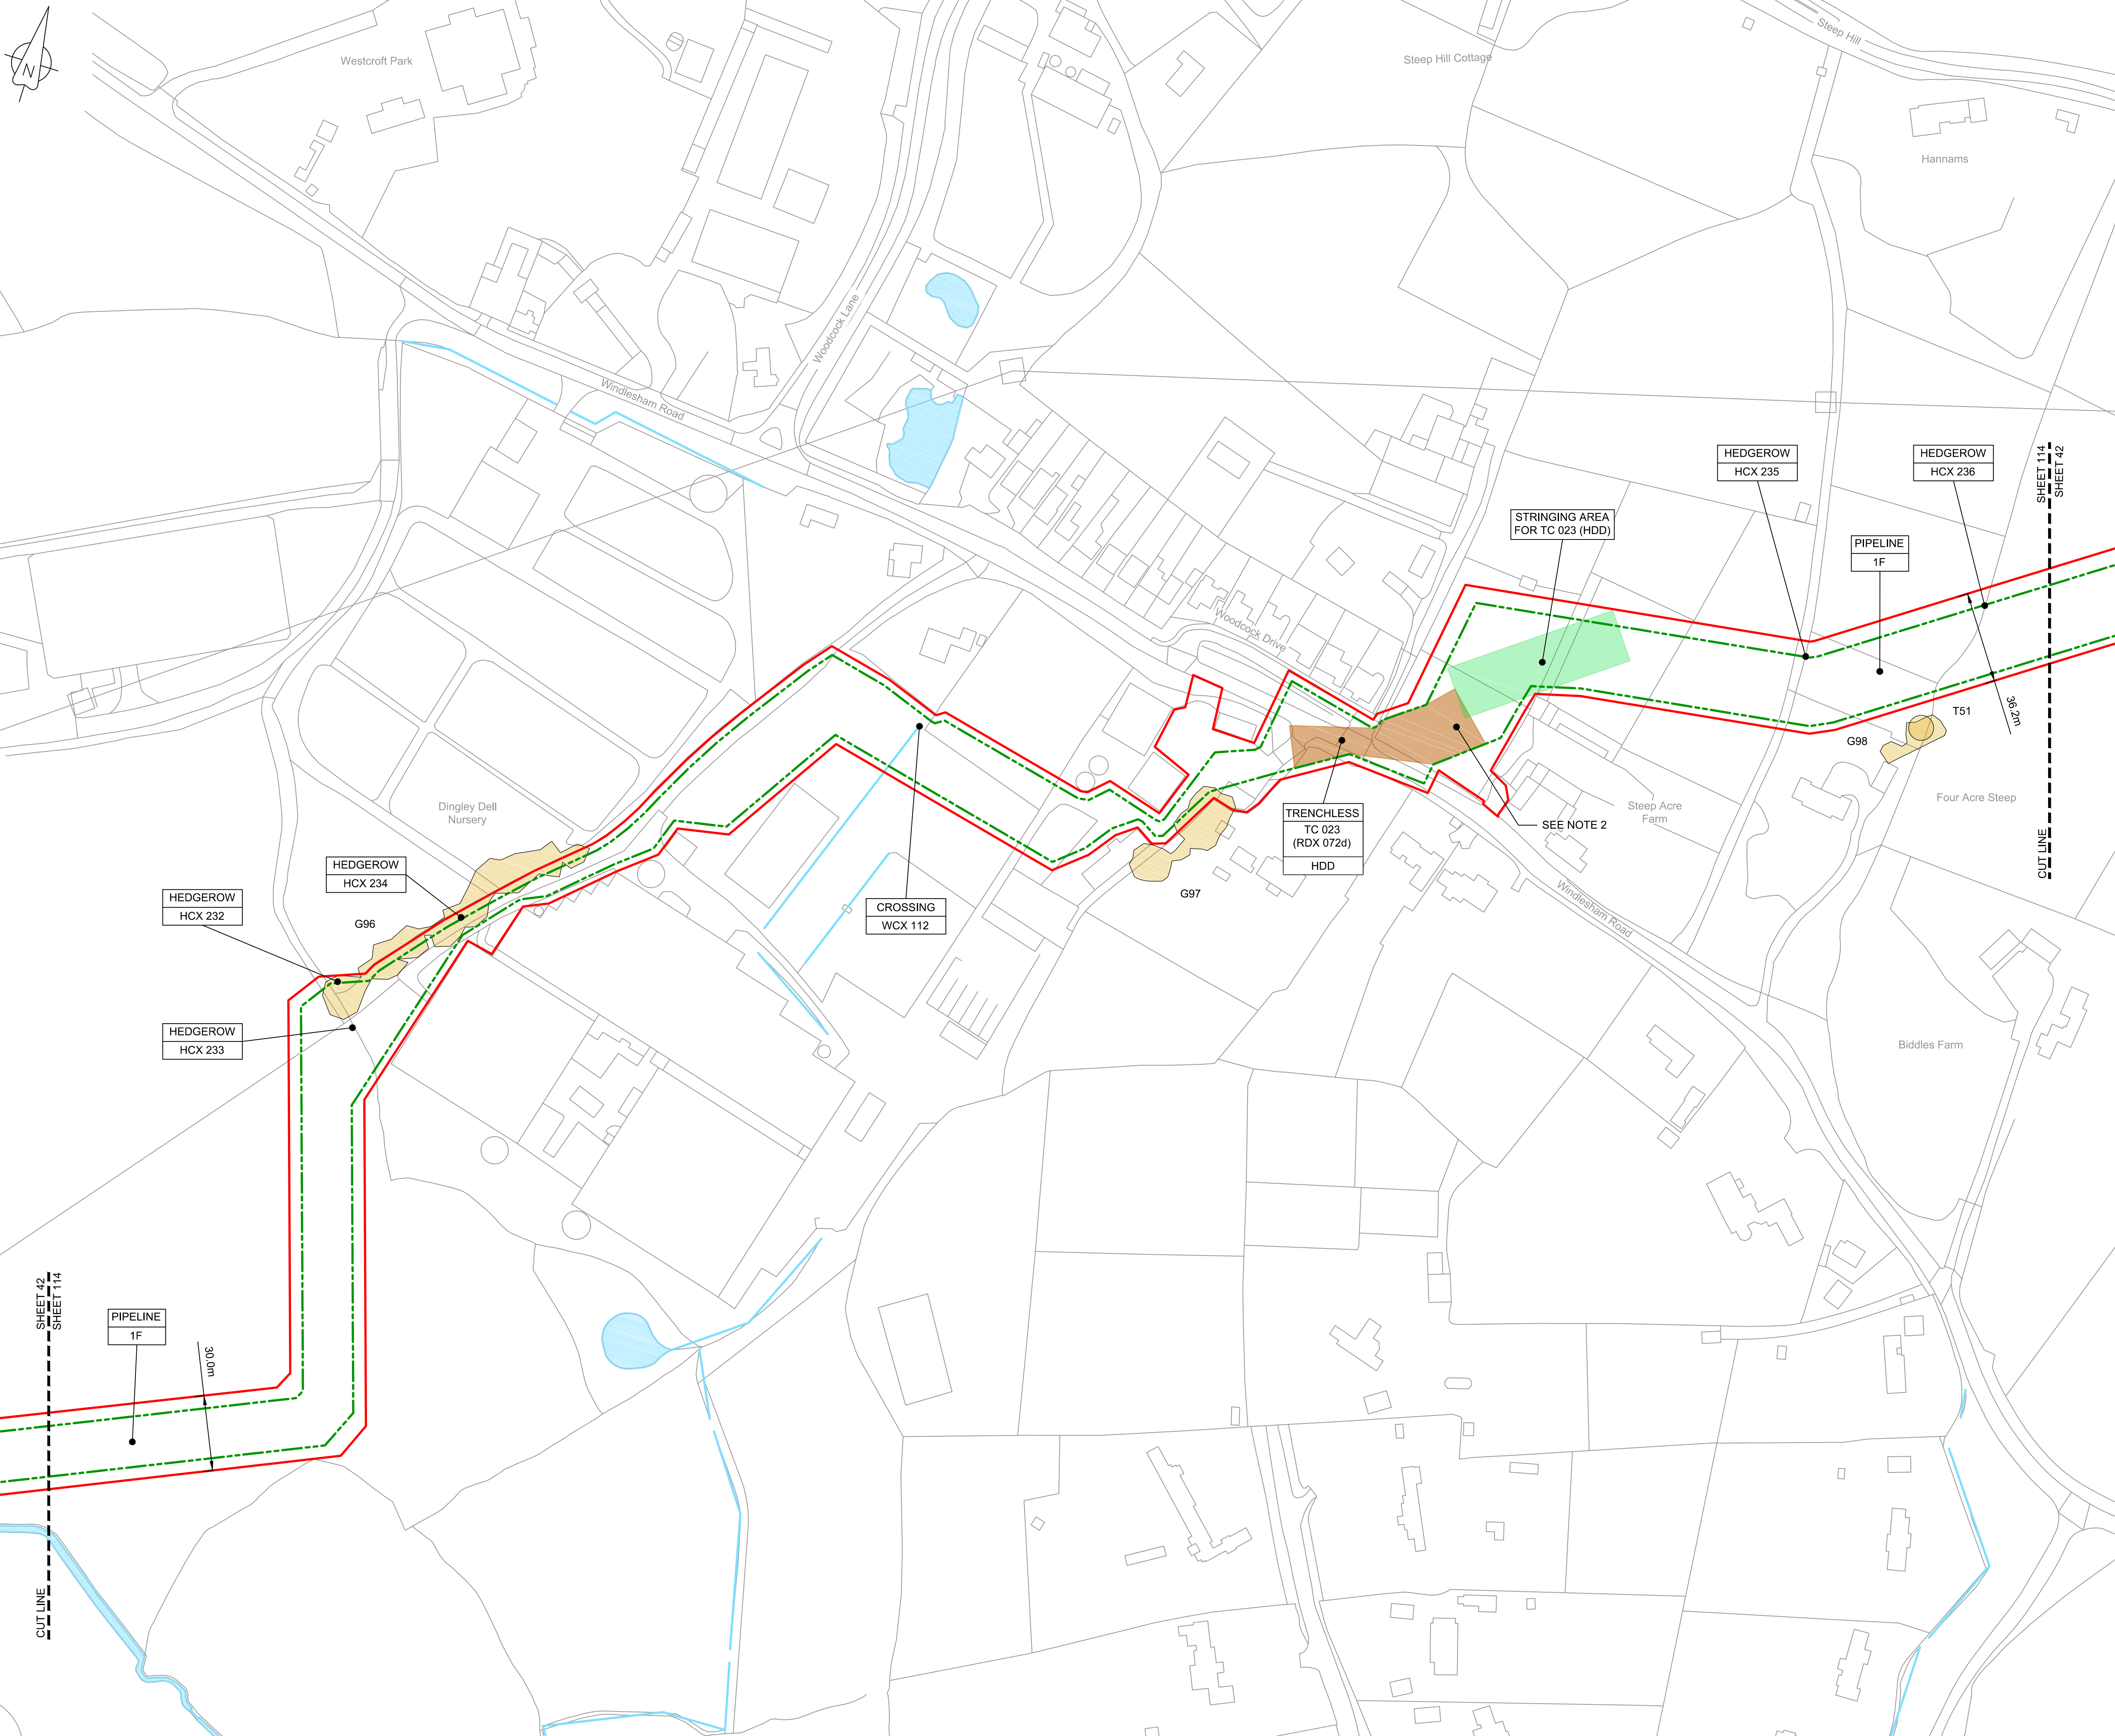 N
Westcroft Park
Steep Hill Cottage
Steep Hill
Hannams
Woodcock Lane
Windlesham Road
HEDGEROW
HCX 235
HEDGEROW
HCX 236
SHEET 114
SHEET 42
STRINGING AREA
FOR TC 023 (HDD)
PIPELINE
1F
Woodcock Drive
36.2m
T51
G98
Four Acre Steep
Dingley Dell
Nursery
TRENCHLESS
TC 023
(RDX 072d)
HDD
SEE NOTE 2
Steep Acre
Farm
CUT LINE
HEDGEROW
HCX 234
HEDGEROW
HCX 232
G96
G97
CROSSING
WCX 112
Windlesham Road
HEDGEROW
HCX 233
Biddles Farm
SHEET 42
SHEET 114
PIPELINE
1F
30.0m
CUT LINE